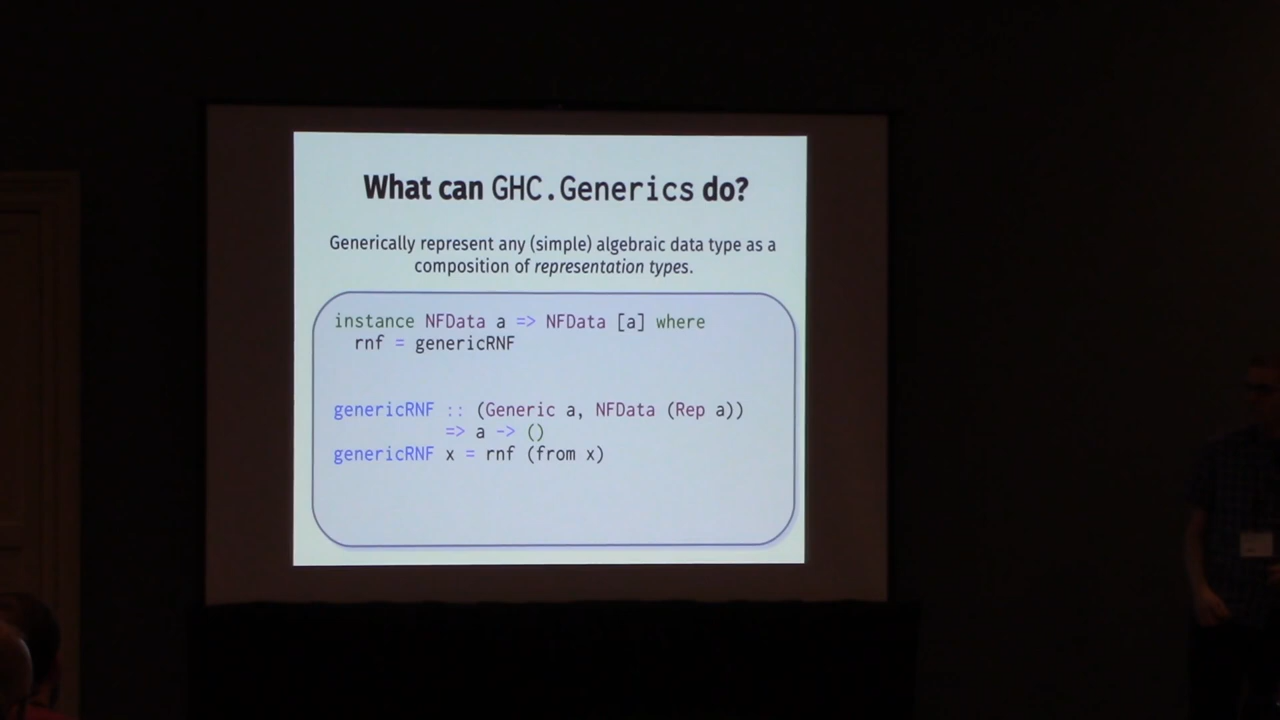 What can GHC.Generics do?
Generically represent any (simple) algebraic data type as a
composition of representation types.
instance NFData a => NFData [a] where
  rnf = genericRNF
genericRNF :: (Generic a, NFData (Rep a))
           => a -> ()
genericRNF x = rnf (from x)